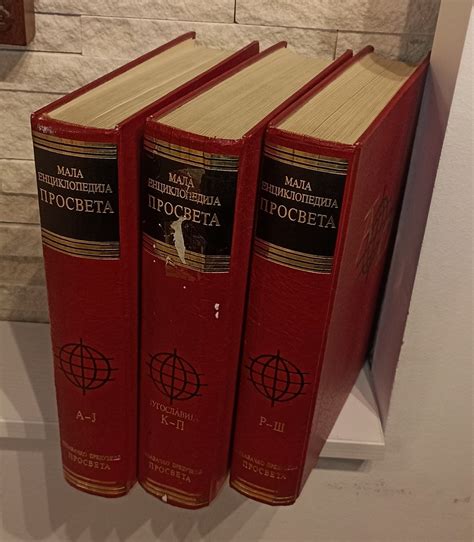 МАЛА
ЕНЦИКЛОПЕДИЈА
ПРОСВЕТА
А-Ј
ИЗДАВАЧКО ПРЕДУЗЕЋЕ
ПРОСВЕТА
МАЛА
ЕНЦИКЛОПЕДИЈА
ПРОСВЕТА
ЈУГОСЛАВИЈА
К-П
ИЗДАВАЧКО ПРЕДУЗЕЋЕ
ПРОСВЕТА
МАЛА
ЕНЦИКЛОПЕДИЈА
ПРОСВЕТА
Р-Ш
ИЗДАВАЧКО ПРЕДУЗЕЋЕ
ПРОСВЕТА